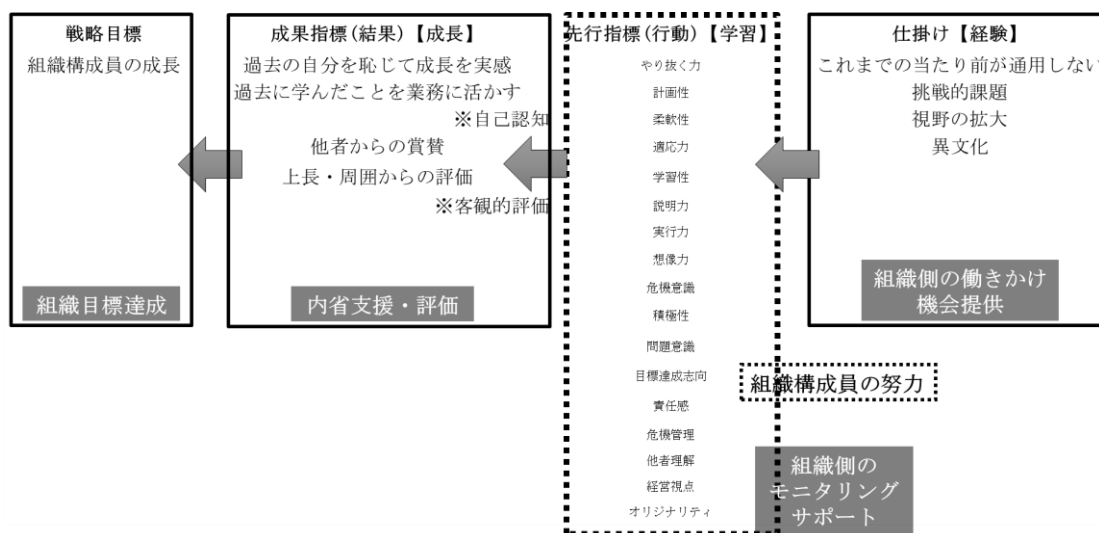 戦略目標
組織構成員の成長
組織目標達成
成果指標(結果)【成長】
過去の自分を恥じて成長を実感
過去に学んだことを業務に活かす
※自己認知
他者からの賞賛
上長・周囲からの評価
※客観的評価
内省支援・評価
先行指標(行動)【学習】
やり抜く力
計画性
柔軟性
適応力
学習性
説明力
実行力
想像力
危機意識
積極性
問題意識
目標達成志向
責任感
危機管理
他者理解
経営視点
オリジナリティ
組織構成員の努力
組織側の
モニタリング
サポート
仕掛け【経験】
これまでの当たり前が通用しない
挑戦的課題
視野の拡大
異文化
組織側の働きかけ
機会提供